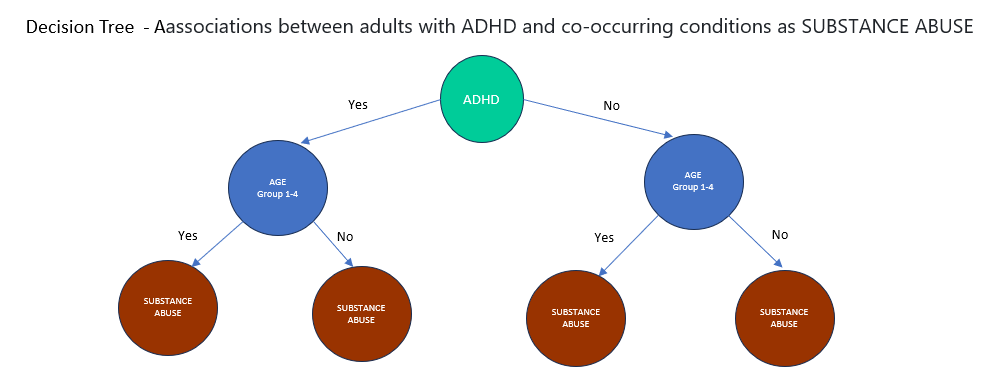 Decision Tree - Aassociations between adults with ADHD and co-occurring conditions as SUBSTANCE ABUSE
ADHD
Yes
No
AGE
Group 1-4
AGE
Group 1-4
Yes
No
Yes
No
SUBSTANCE
ABUSE
SUBSTANCE
ABUSE
SUBSTANCE
ABUSE
SUBSTANCE
ABUSE